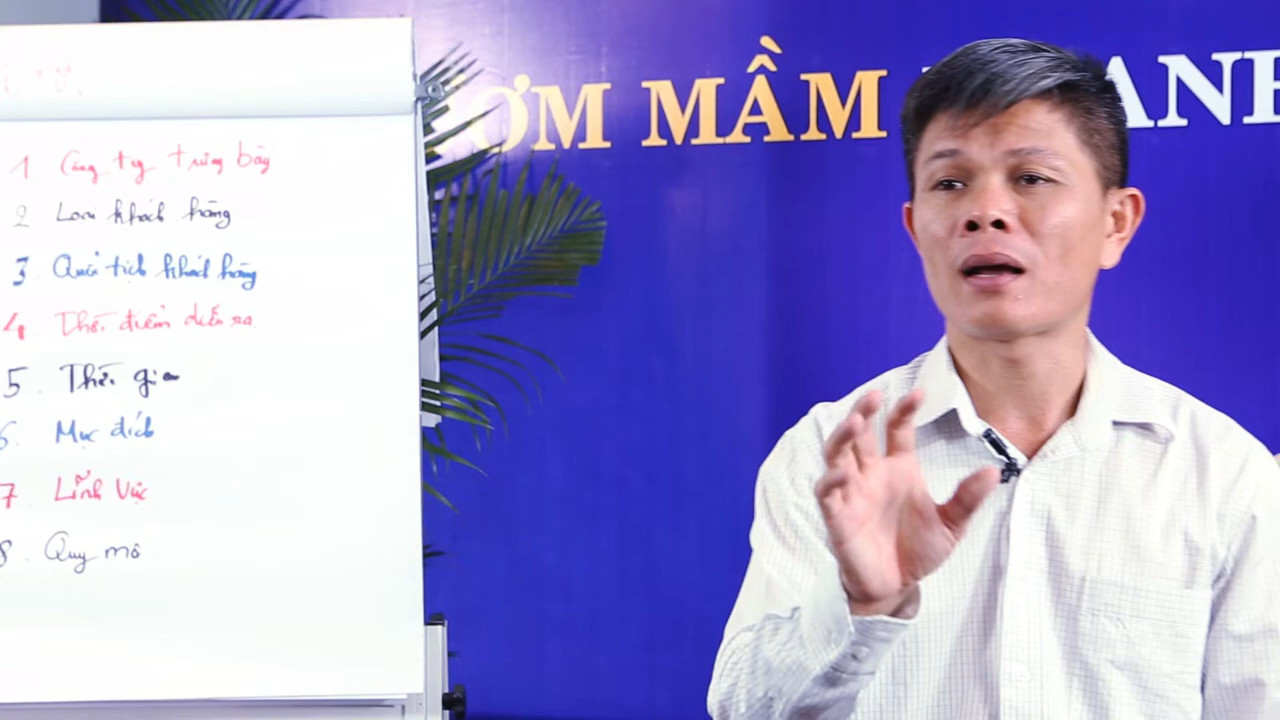 1 Công ty trưng bày
2 Loại khách hàng
3. Quốc tịch khách hàng
4. Thời điểm diễn ra
5. Thời gian
6. Mục đích
7. Lĩnh vực
8. Quy mô
ƠM MẦM ANH